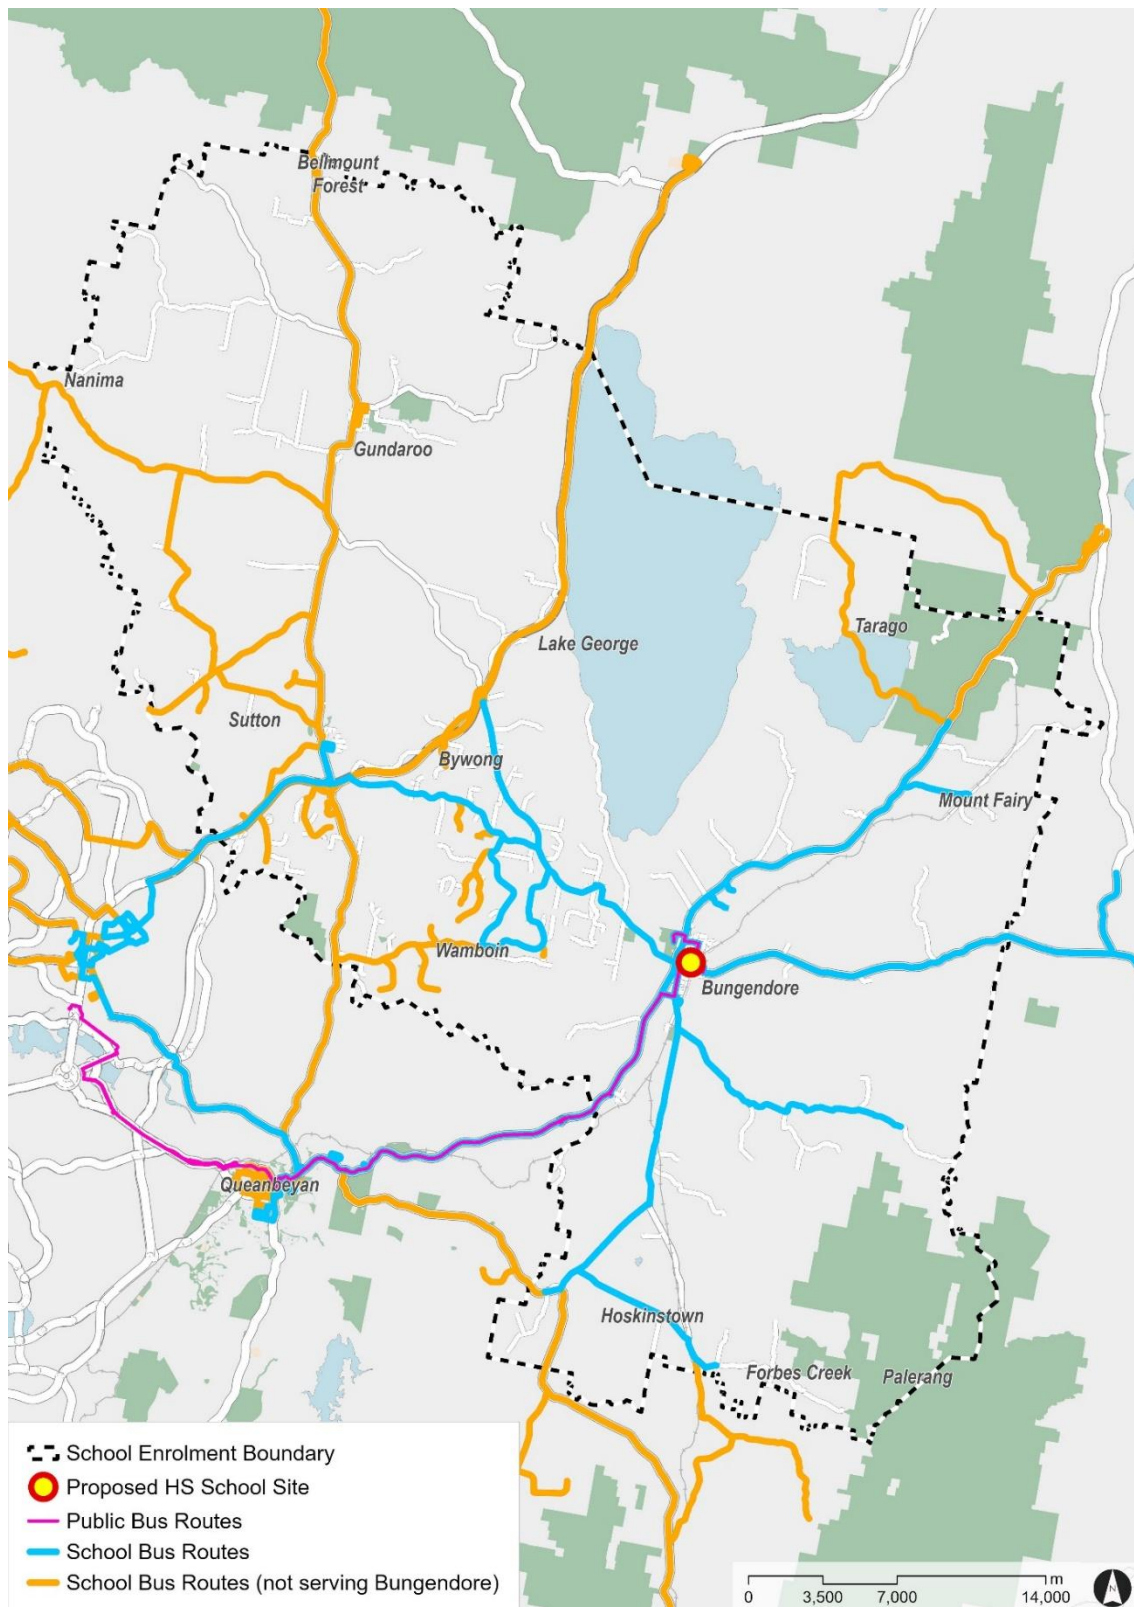 Bellmount
Forest
Nanima
Gundaroo
Lake George
Tarago
Sutton
Bywong
Mount Fairy
Wamboin
Bungendore
Queanbeyan
Hoskinstown
Forbes Creek
Palerang
School Enrolment Boundary
Proposed HS School Site
Public Bus Routes
School Bus Routes
School Bus Routes (not serving Bungendore)
m
0 3,500 7,000 14,000
N